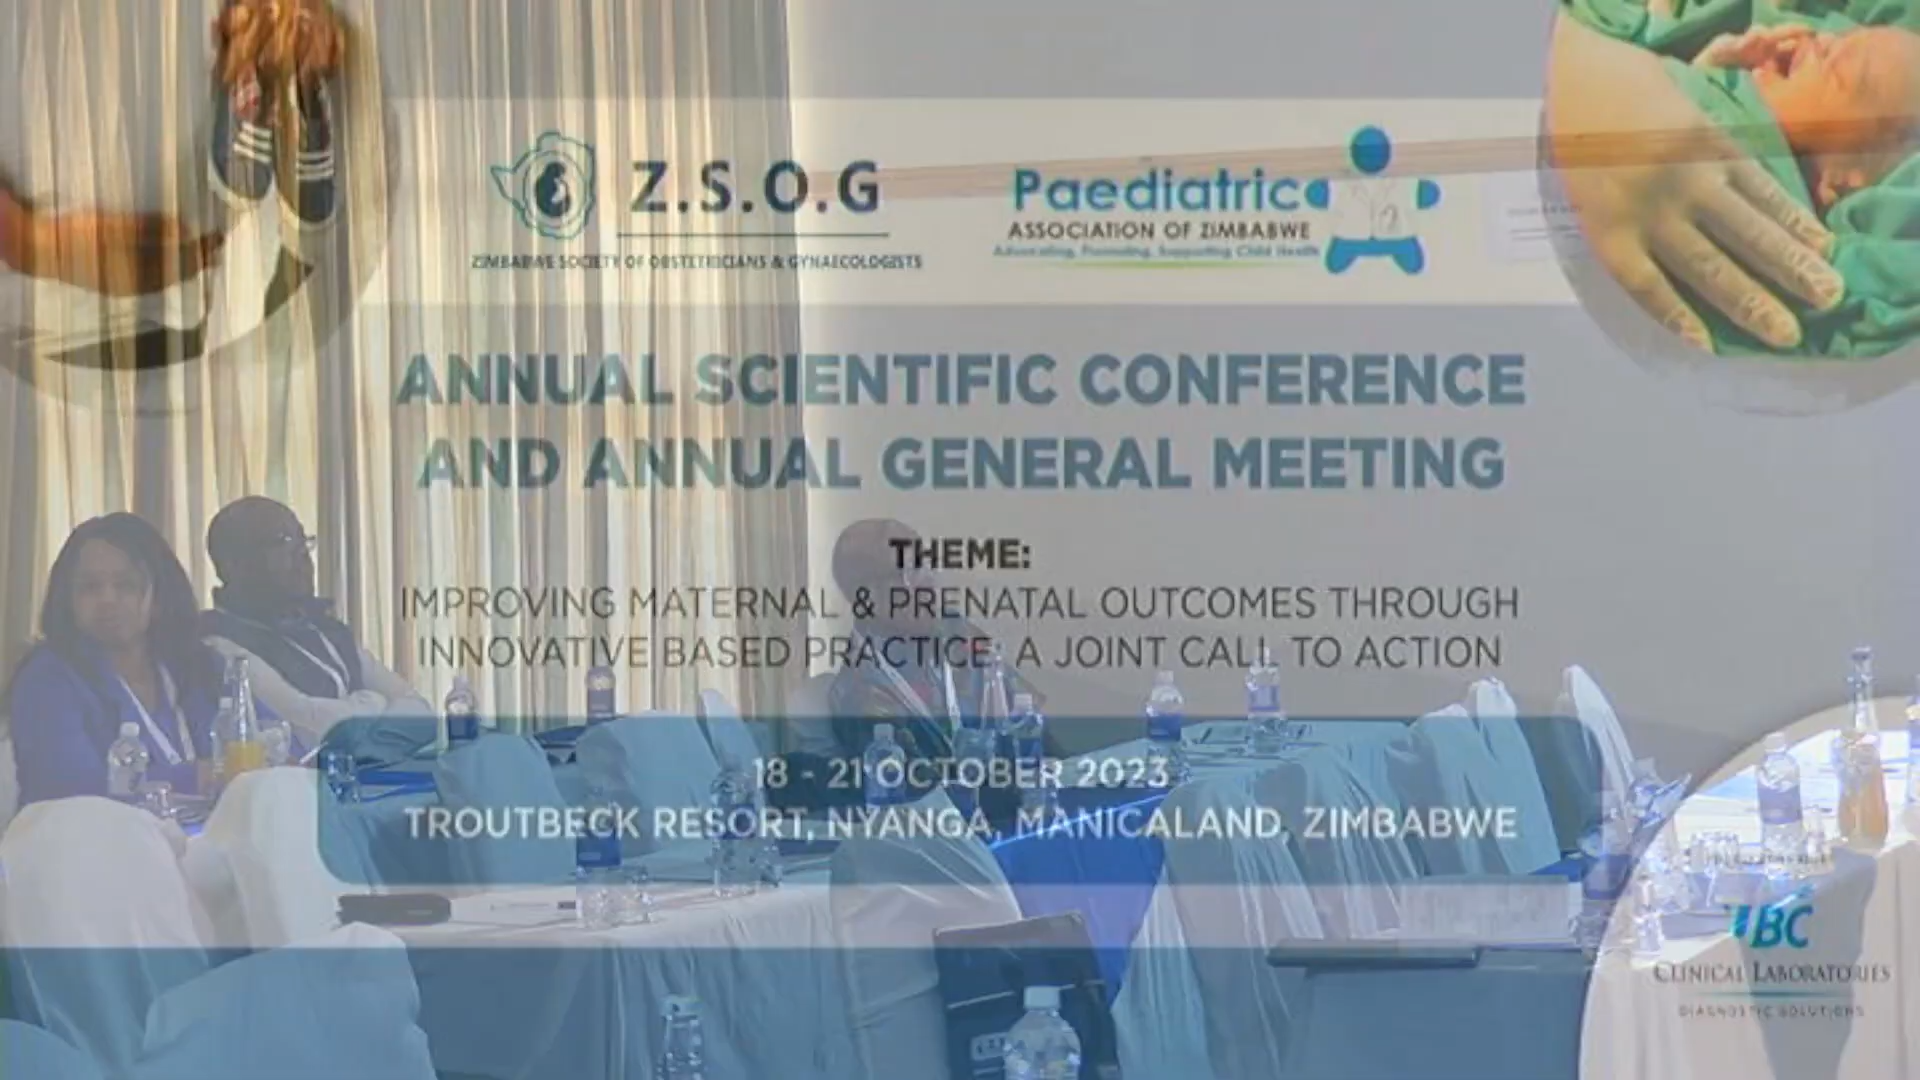 Z.S.O.G
ZIMBABWE SOCIETY OF OBSTETRICIANS & GYNAECOLOGISTS
Paediatric
ASSOCIATION OF ZIMBABWE
Advocating, Promoting, Supporting Child Health
ANNUAL SCIENTIFIC CONFERENCE
AND ANNUAL GENERAL MEETING
THEME:
IMPROVING MATERNAL & PRENATAL OUTCOMES THROUGH
INNOVATIVE BASED PRACTICE: A JOINT CALL TO ACTION
18 - 21 OCTOBER 2023
TROUTBECK RESORT, NYANGA, MANICALAND, ZIMBABWE
CLINICAL LABORATORIES
DIAGNOSTIC SOLUTIONS